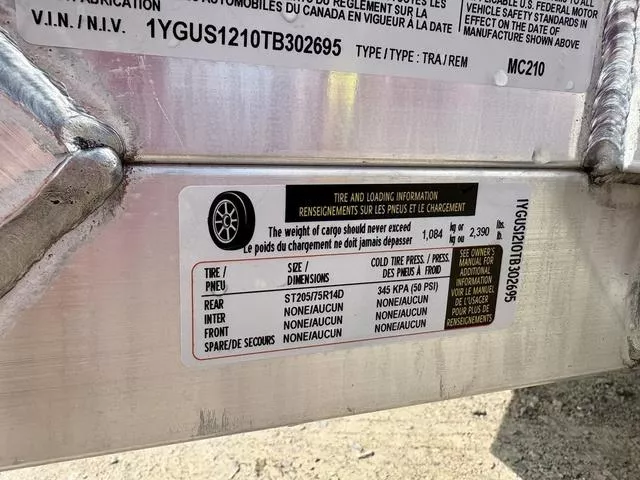 FABRICATION
AUTOMOBILES DU CANADA EN VIGUEUR À LA DATE
V.I.N. / N.I.V. 1YGUS1210TB302695 TYPE / TYPE : TRA / REM MC210
APPLICABLE U.S. FEDERAL MOTOR
VEHICLE SAFETY STANDARDS IN
EFFECT ON THE DATE OF
MANUFACTURE SHOWN ABOVE
TIRE AND LOADING INFORMATION
RENSEIGNEMENTS SUR LES PNEUS ET LE CHARGEMENT
The weight of cargo should never exceed 1,084 kg or 2,390 lbs.
Le poids du chargement ne doit jamais dépasser kg ou lb.
TIRE / SIZE / COLD TIRE PRESS. / PRESS.
PNEU DIMENSIONS DES PNEUS À FROID
REAR ST205/75R14D 345 KPA (50 PSI)
INTER NONE/AUCUN NONE/AUCUN
FRONT NONE/AUCUN NONE/AUCUN
SPARE/DE SECOURS NONE/AUCUN NONE/AUCUN
SEE OWNER'S
MANUAL FOR
ADDITIONAL
INFORMATION
VOIR LE MANUEL
DE L'USAGER
POUR PLUS DE
RENSEIGNEMENTS
1YGUS1210TB302695